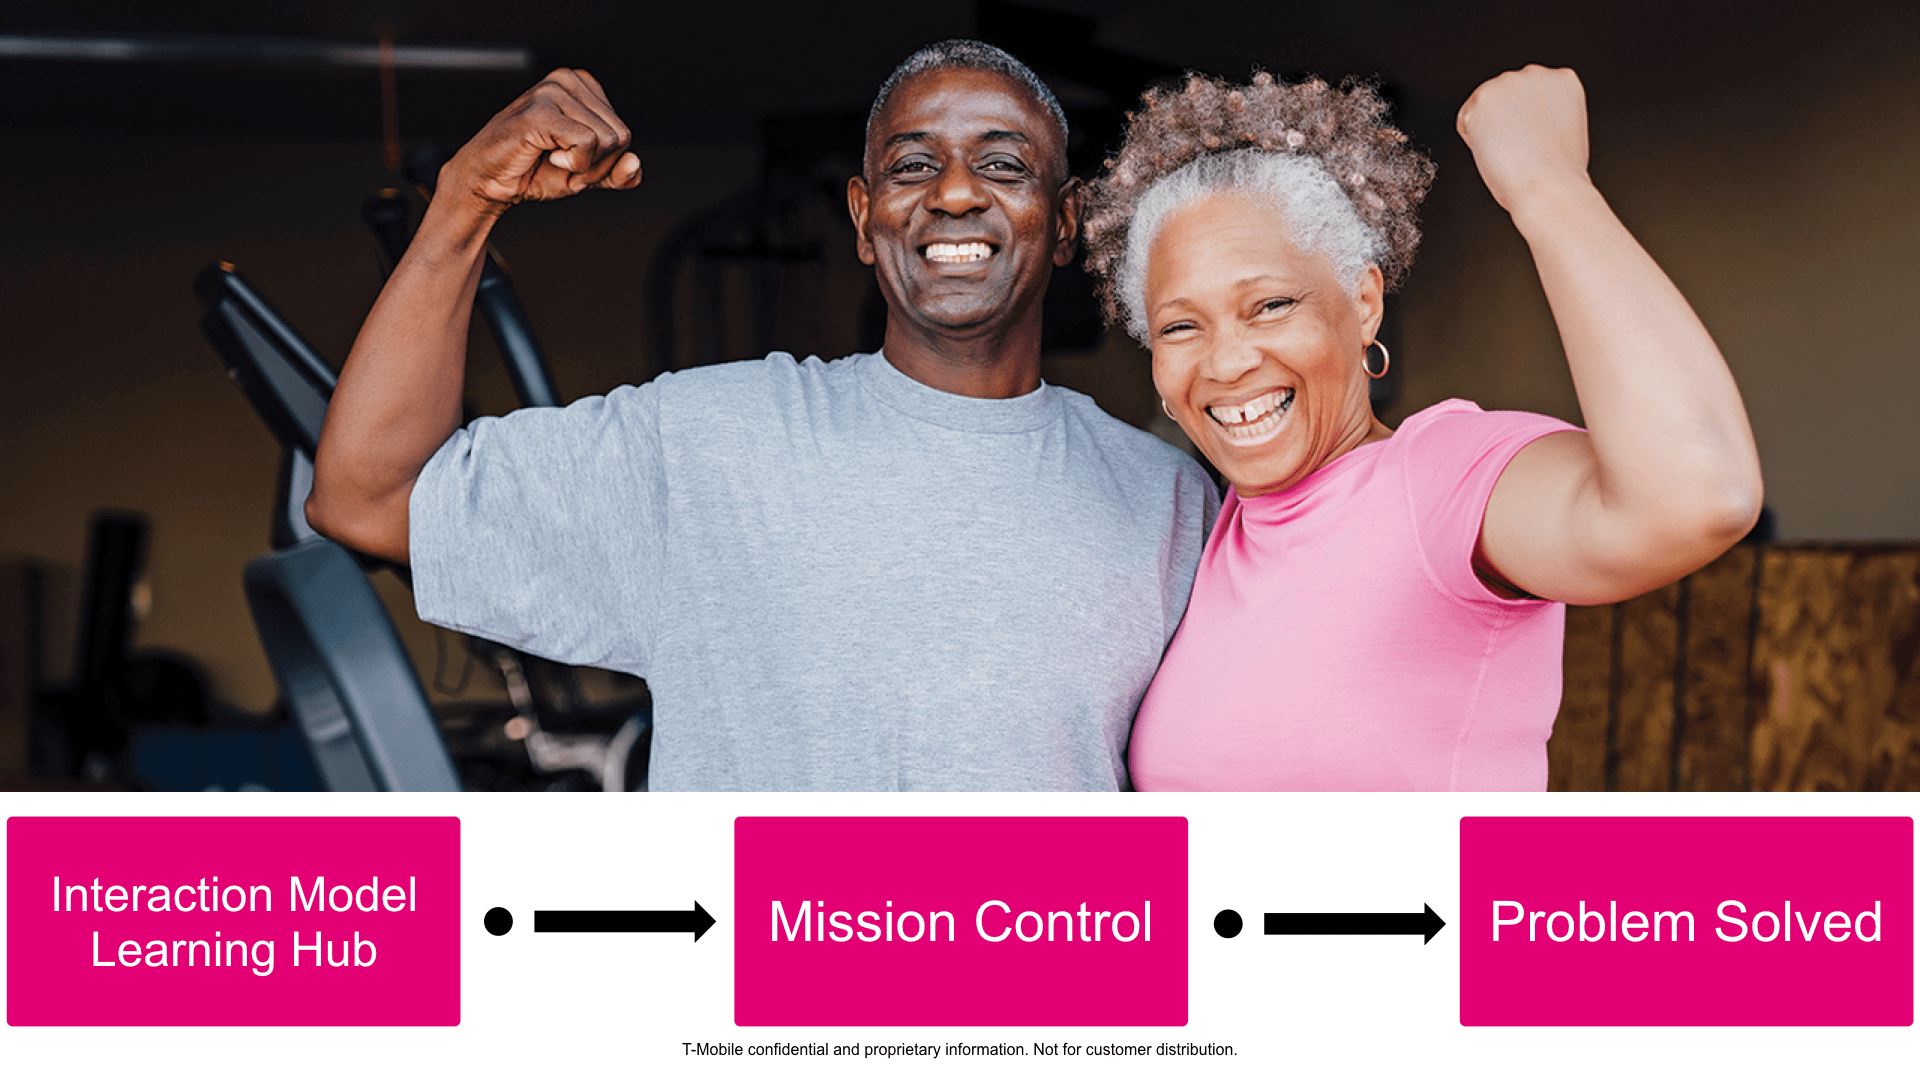 Interaction Model
Learning Hub
Mission Control
Problem Solved
T-Mobile confidential and proprietary information. Not for customer distribution.